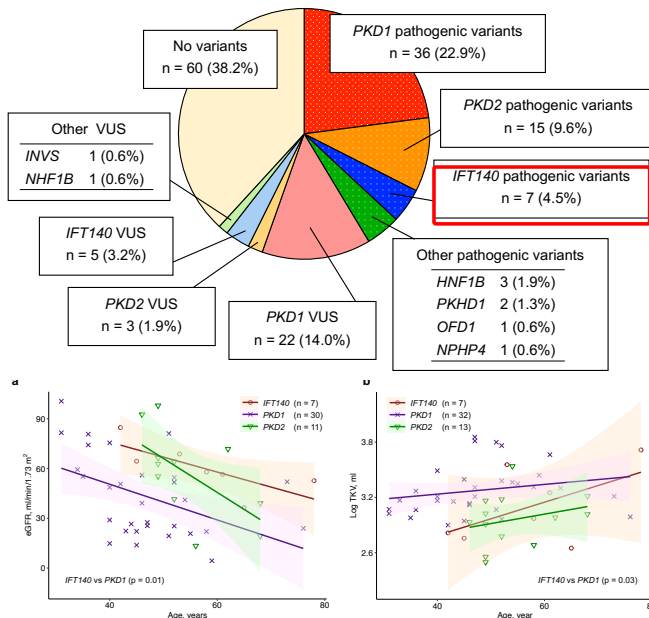 No variants
n = 60 (38.2%)
PKD1 pathogenic variants
n = 36 (22.9%)
PKD2 pathogenic variants
n = 15 (9.6%)
IFT140 pathogenic variants
n = 7 (4.5%)
Other pathogenic variants
HNF1B 3 (1.9%)
PKHD1 2 (1.3%)
OFD1 1 (0.6%)
NPHP4 1 (0.6%)
PKD1 VUS
n = 22 (14.0%)
PKD2 VUS
n = 3 (1.9%)
IFT140 VUS
n = 5 (3.2%)
Other VUS
INVS 1 (0.6%)
NHF1B 1 (0.6%)
a
IFT140 (n = 7)
PKD1 (n = 30)
PKD2 (n = 11)
eGFR, ml/min/1.73 m²
90
60
30
0
IFT140 vs PKD1 (p = 0.01)
40 60 80
Age, years
b
IFT140 (n = 7)
PKD1 (n = 32)
PKD2 (n = 13)
Log TKV, ml
3.8
3.2
2.6
IFT140 vs PKD1 (p = 0.03)
40 60 80
Age, year